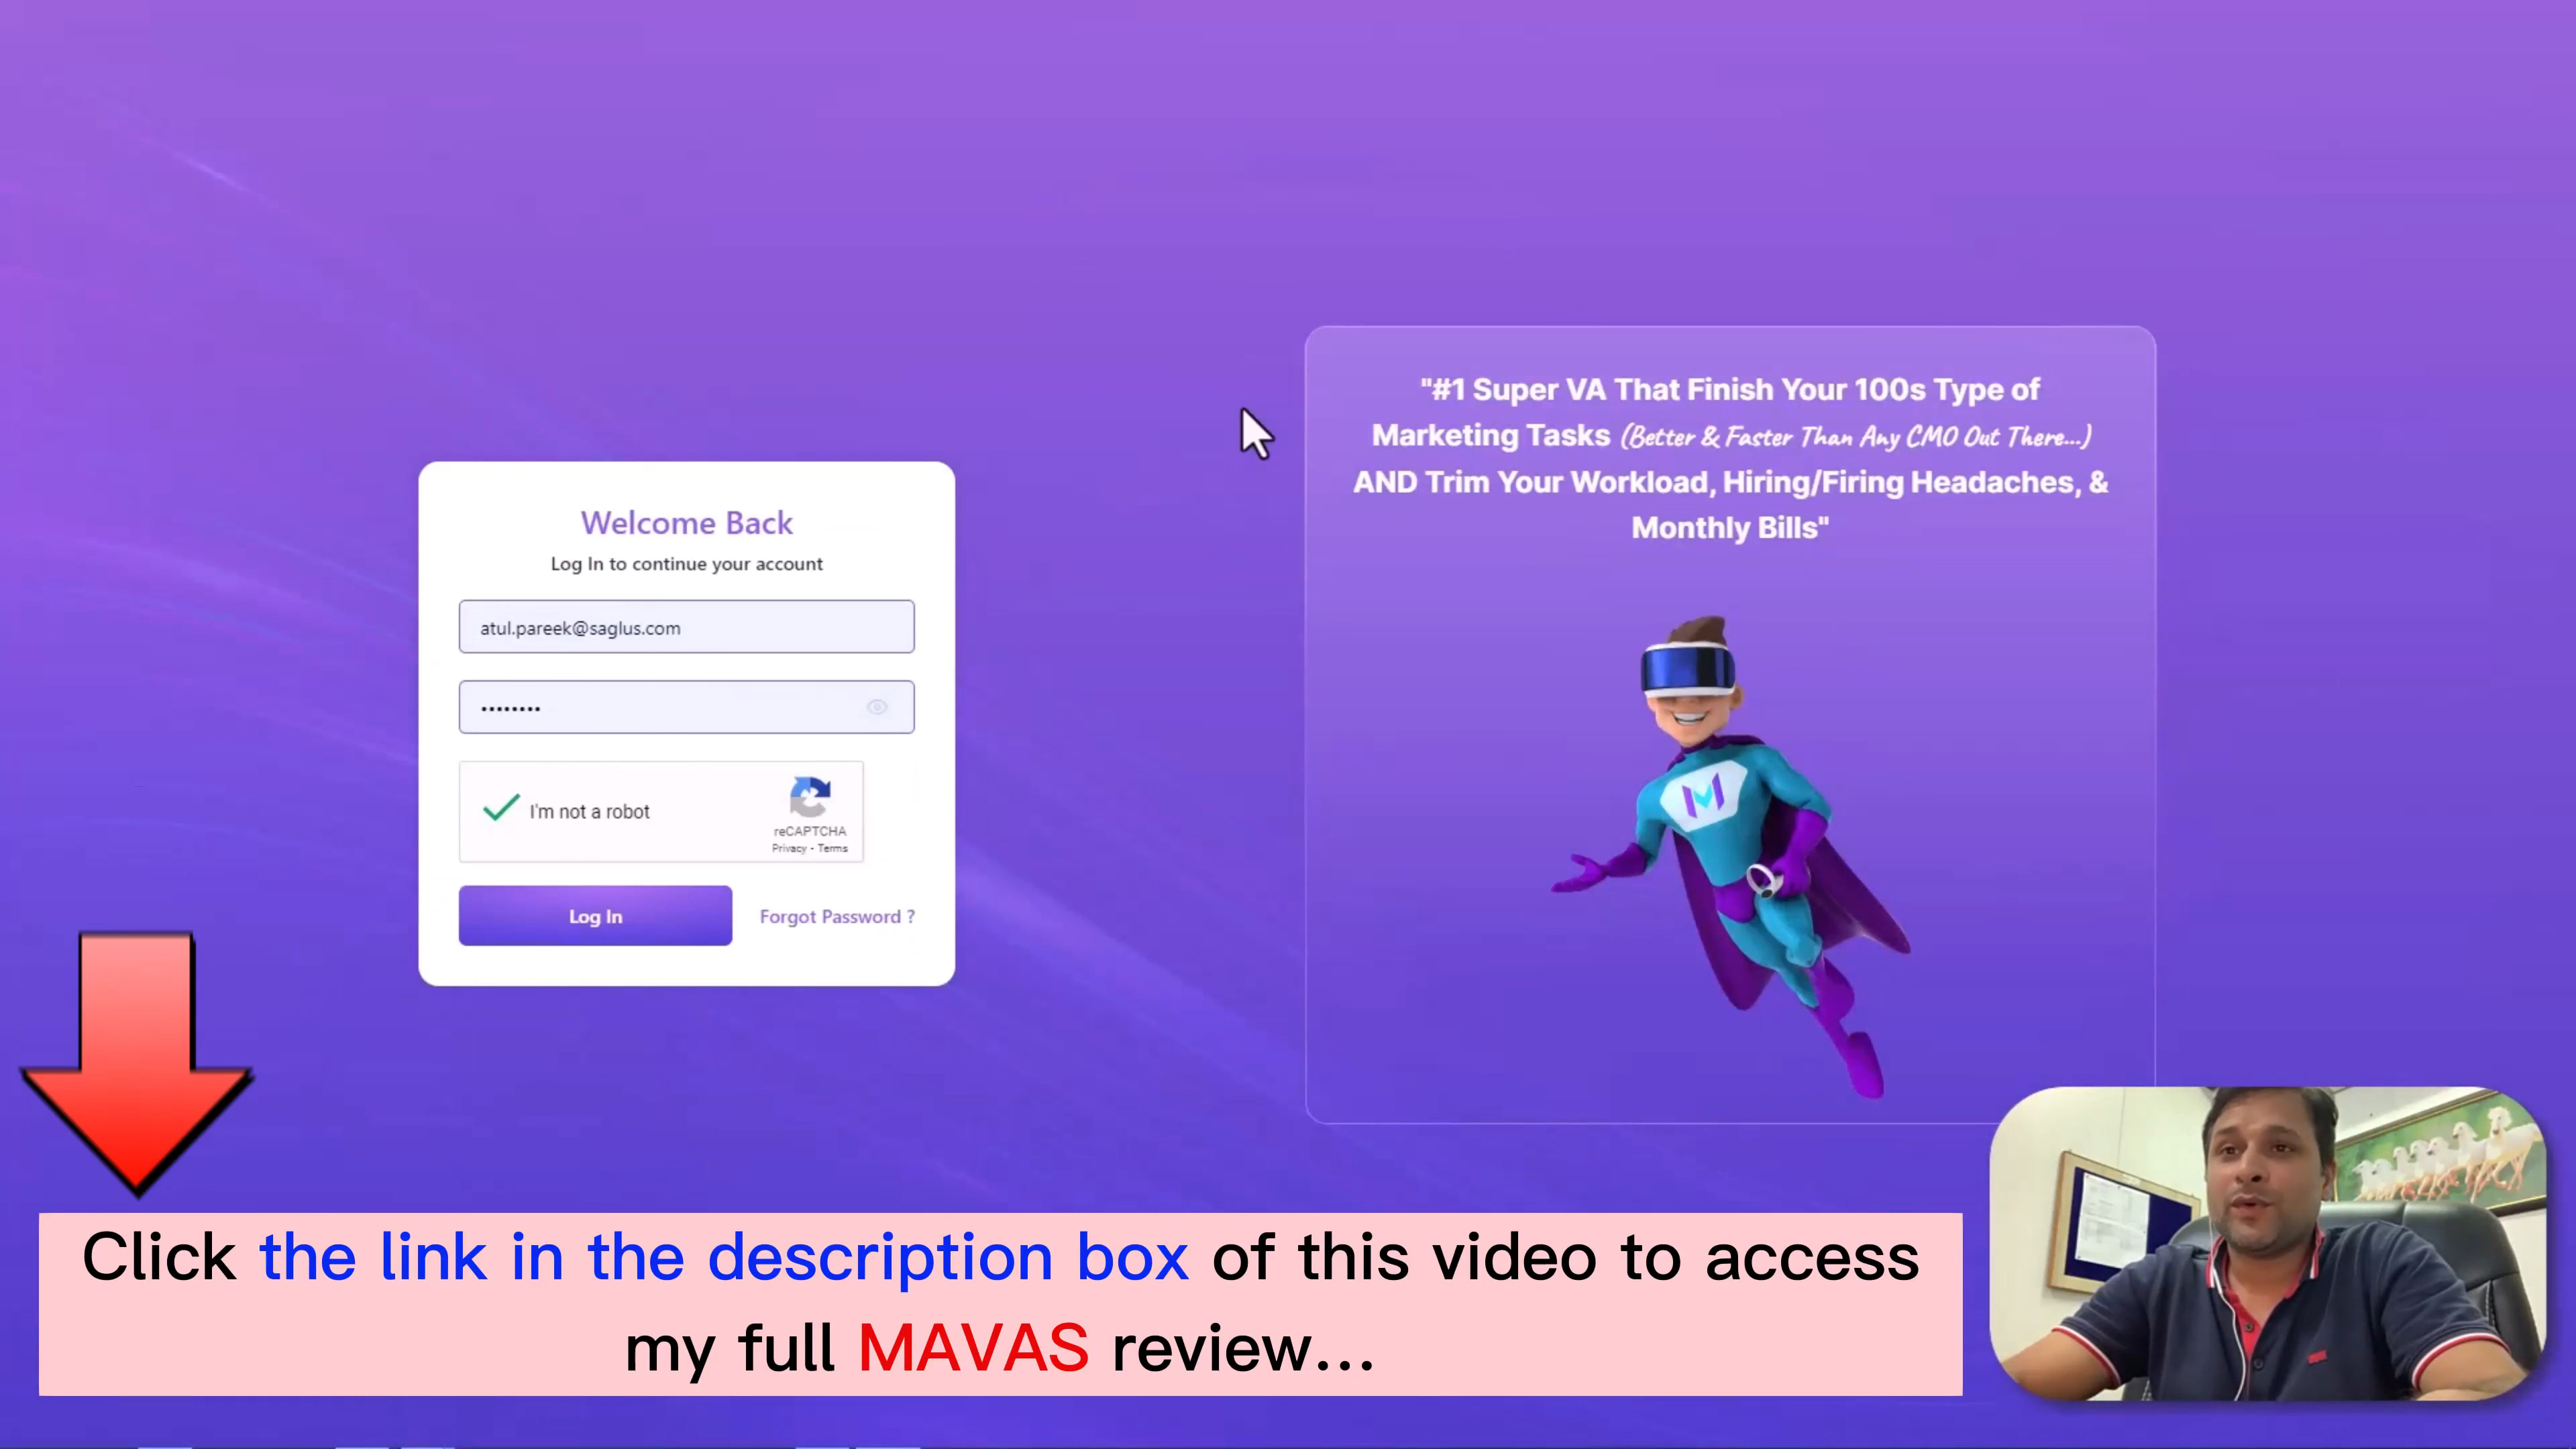 "#1 Super VA That Finish Your 100s Type of
Marketing Tasks (Better & Faster Than Any CMO Out There...)
AND Trim Your Workload, Hiring/Firing Headaches, &
Monthly Bills"
Welcome Back
Log In to continue your account
atul.pareek@saglus.com
••••••••
I'm not a robot
reCAPTCHA
Privacy - Terms
Log In
Forgot Password ?
M
Click the link in the description box of this video to access
my full MAVAS review...